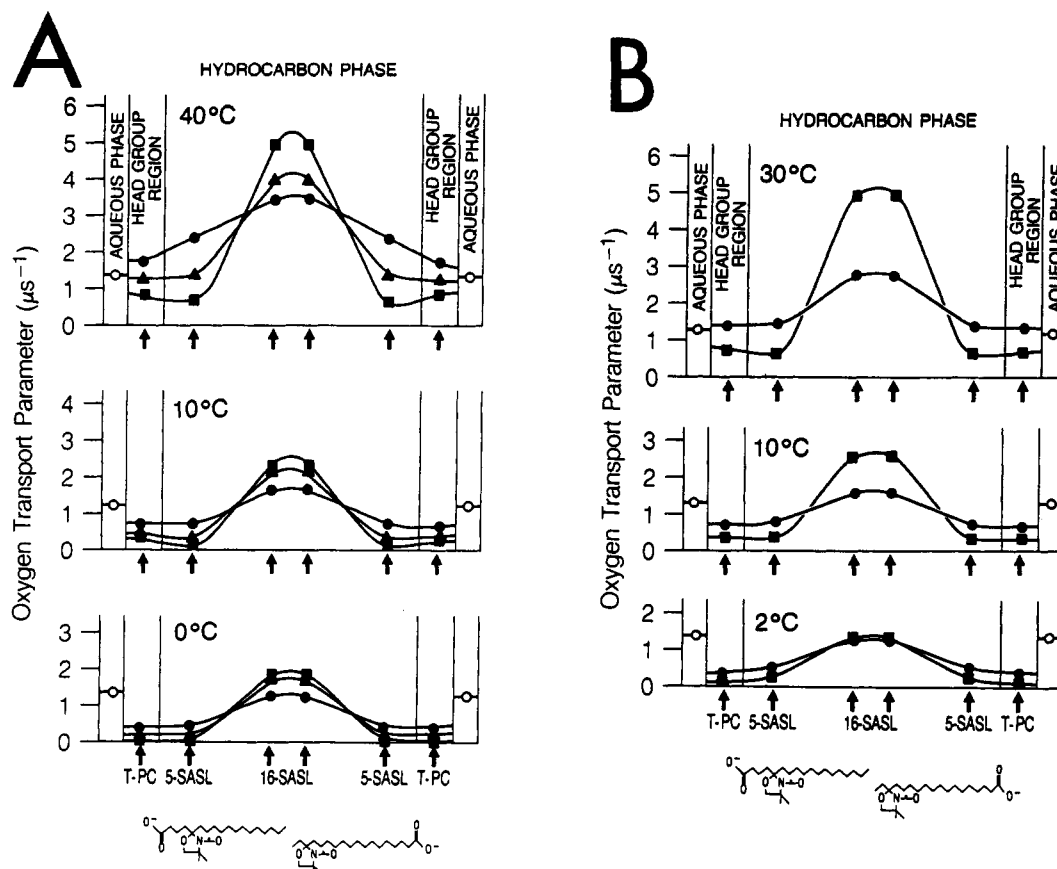 A
HYDROCARBON PHASE
40°C
AQUEOUS PHASE
HEAD GROUP
REGION
HEAD GROUP
REGION
AQUEOUS PHASE
6
5
4
3
2
1
0
10°C
4
3
2
1
0
0°C
3
2
1
0
Oxygen Transport Parameter (μs⁻¹)
T-PC 5-SASL 16-SASL 5-SASL T-PC
O⁻
O
O N O
O
O N O
O
O⁻
B
HYDROCARBON PHASE
30°C
AQUEOUS PHASE
HEAD GROUP
REGION
HEAD GROUP
REGION
AQUEOUS PHASE
6
5
4
3
2
1
0
10°C
3
2
1
0
2°C
2
1
0
Oxygen Transport Parameter (μs⁻¹)
T-PC 5-SASL 16-SASL 5-SASL T-PC
O⁻
O
O N O
O
O N O
O
O⁻